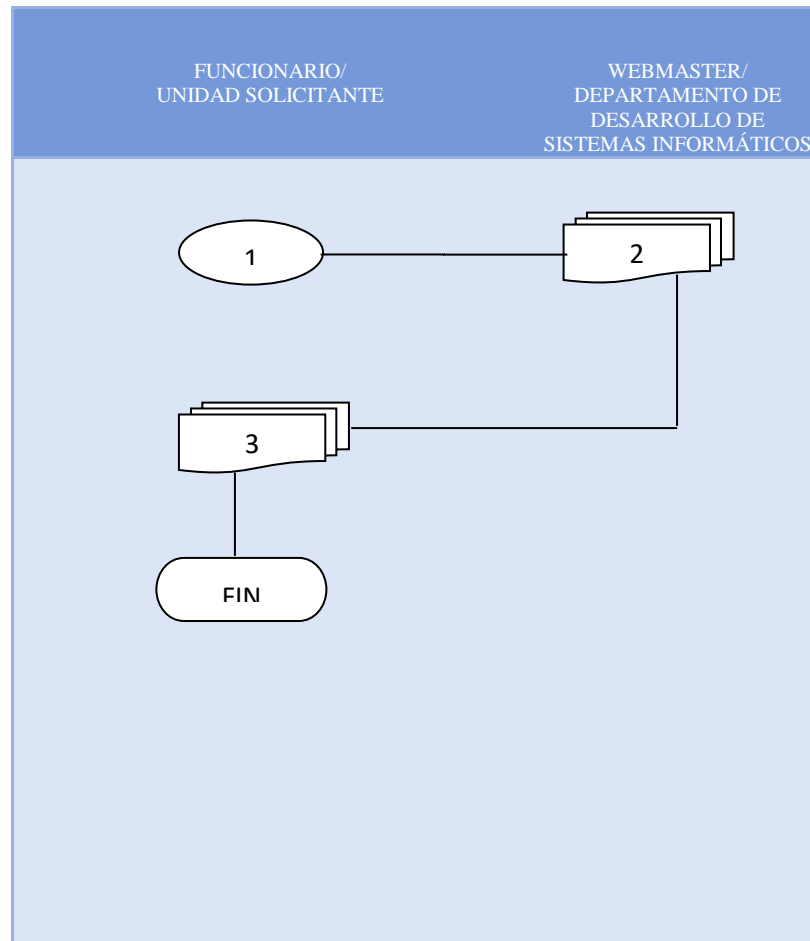 FUNCIONARIO/
UNIDAD SOLICITANTE
WEBMASTER/
DEPARTAMENTO DE
DESARROLLO DE
SISTEMAS INFORMÁTICOS
1
2
3
FIN